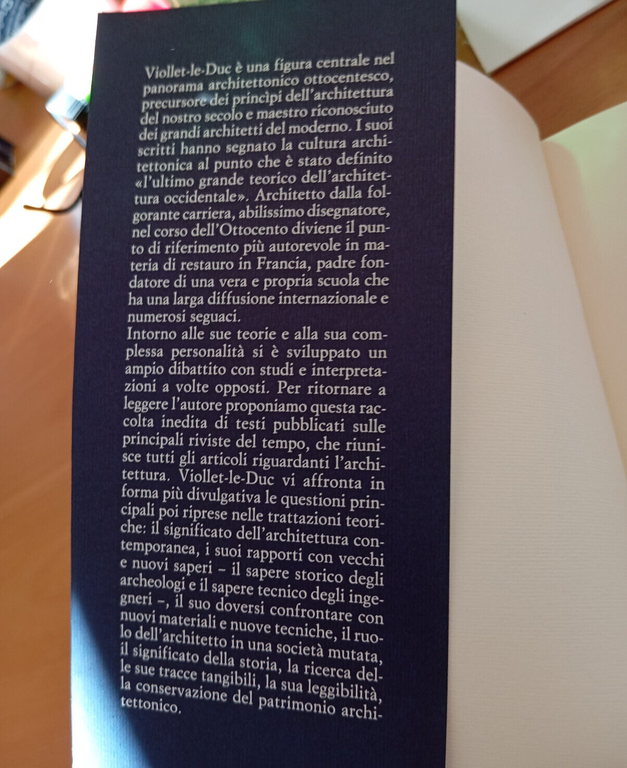 Viollet-le-Duc è una figura centrale nel
panorama architettonico ottocentesco,
precursore dei princìpi dell'architettura
del nostro secolo e maestro riconosciuto
dei grandi architetti del moderno. I suoi
scritti hanno segnato la cultura archi-
tettonica al punto che è stato definito
«l'ultimo grande teorico dell'architet-
tura occidentale». Architetto dalla fol-
gorante carriera, abilissimo disegnatore,
nel corso dell'Ottocento diviene il pun-
to di riferimento più autorevole in ma-
teria di restauro in Francia, padre fon-
datore di una vera e propria scuola che
ha una larga diffusione internazionale e
numerosi seguaci.
Intorno alle sue teorie e alla sua com-
plessa personalità si è sviluppato un
ampio dibattito con studi e interpreta-
zioni a volte opposti. Per ritornare a
leggere l'autore proponiamo questa rac-
colta inedita di testi pubblicati sulle
principali riviste del tempo, che riuni-
sce tutti gli articoli riguardanti l'archi-
tettura. Viollet-le-Duc vi affronta in
forma più divulgativa le questioni prin-
cipali poi riprese nelle trattazioni teori-
che: il significato dell'architettura con-
temporanea, i suoi rapporti con vecchi
e nuovi saperi – il sapere storico degli
archeologi e il sapere tecnico degli inge-
gneri –, il suo doversi confrontare con
nuovi materiali e nuove tecniche, il ruo-
lo dell'architetto in una società mutata,
il significato della storia, la ricerca del-
le sue tracce tangibili, la sua leggibilità,
la conservazione del patrimonio archi-
tettonico.